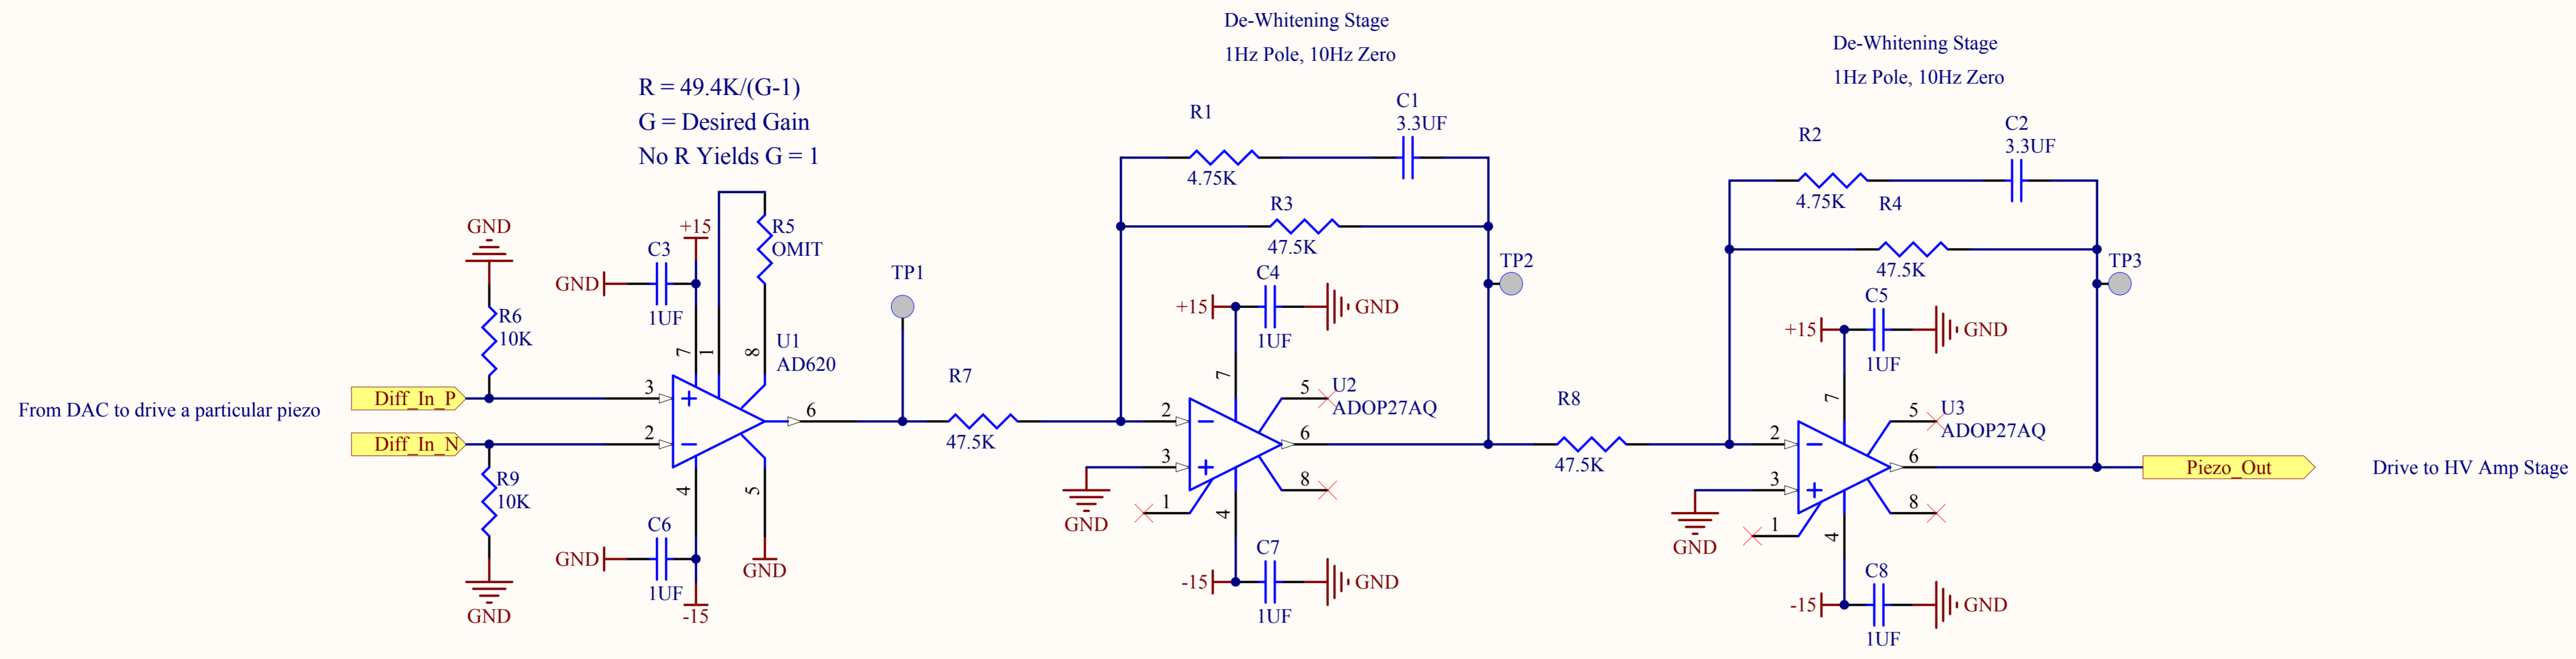 De-Whitening Stage
1Hz Pole, 10Hz Zero
De-Whitening Stage
1Hz Pole, 10Hz Zero
R = 49.4K/(G-1)
G = Desired Gain
No R Yields G = 1
From DAC to drive a particular piezo
Diff_In_P
Diff_In_N
GND
R6
10K
R9
10K
GND
GND
C3
1UF
+15
R5
OMIT
7
1
8
U1
AD620
3
2
6
4
5
GND
C6
1UF
-15
GND
TP1
R7
47.5K
R1
4.75K
C1
3.3UF
R3
47.5K
TP2
+15
C4
1UF
GND
7
5
U2
ADOP27AQ
2
3
6
8
1
4
GND
-15
C7
1UF
GND
R8
47.5K
R2
4.75K
C2
3.3UF
R4
47.5K
TP3
+15
C5
1UF
GND
7
5
U3
ADOP27AQ
2
3
6
8
1
4
GND
-15
C8
1UF
GND
Piezo_Out
Drive to HV Amp Stage